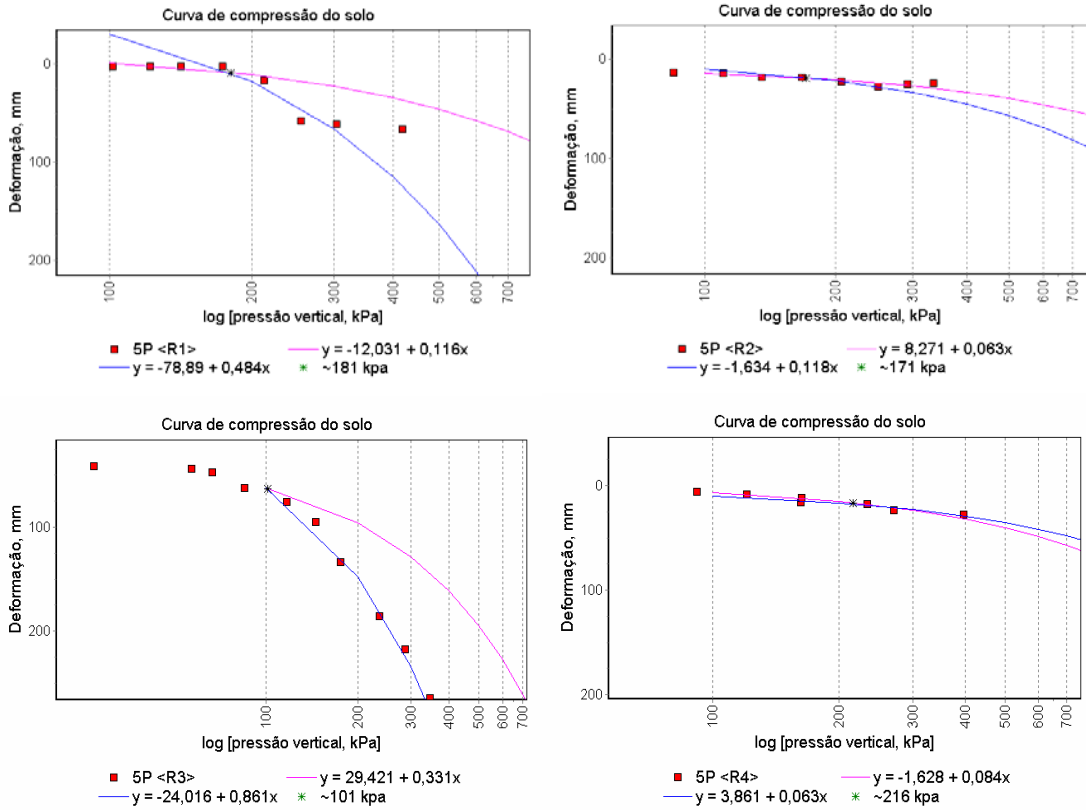 Curva de compressão do solo
Deformação, mm
0
100
200
100
200
300
400
500
600
700
log [pressão vertical, kPa]
5P <R1>
y = -12,031 + 0,116x
y = -78,89 + 0,484x
~181 kpa
Curva de compressão do solo
Deformação, mm
0
100
200
100
200
300
400
500
600
700
log [pressão vertical, kPa]
5P <R2>
y = 8,271 + 0,063x
y = -1,634 + 0,118x
~171 kpa
Curva de compressão do solo
Deformação, mm
100
200
100
200
300
400
500
600
700
log [pressão vertical, kPa]
5P <R3>
y = 29,421 + 0,331x
y = -24,016 + 0,861x
~101 kpa
Curva de compressão do solo
Deformação, mm
0
100
200
100
200
300
400
500
600
700
log [pressão vertical, kPa]
5P <R4>
y = -1,628 + 0,084x
y = 3,861 + 0,063x
~216 kpa